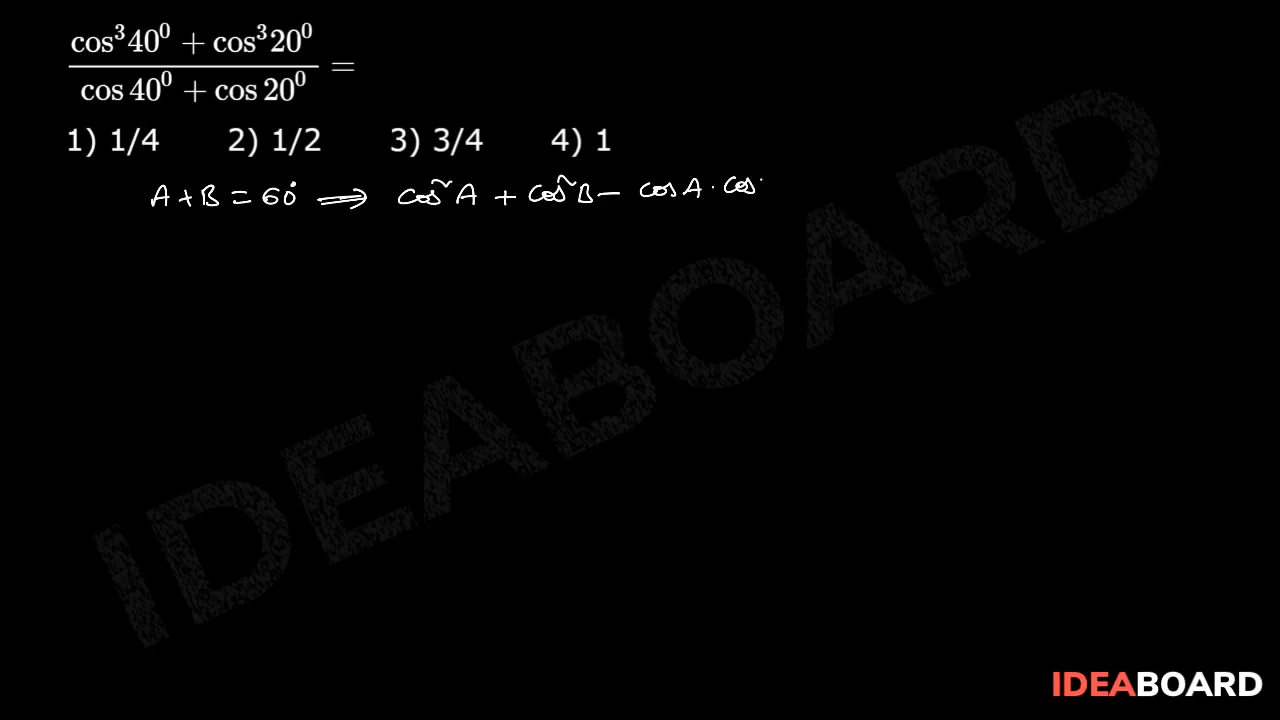 cos³40⁰ + cos³20⁰
cos 40⁰ + cos 20⁰ =
1) 1/4 2) 1/2 3) 3/4 4) 1
A + B = 60° ⟹ cos²A + cos²B − cosA · cos
IDEABOARD
IDEABOARD